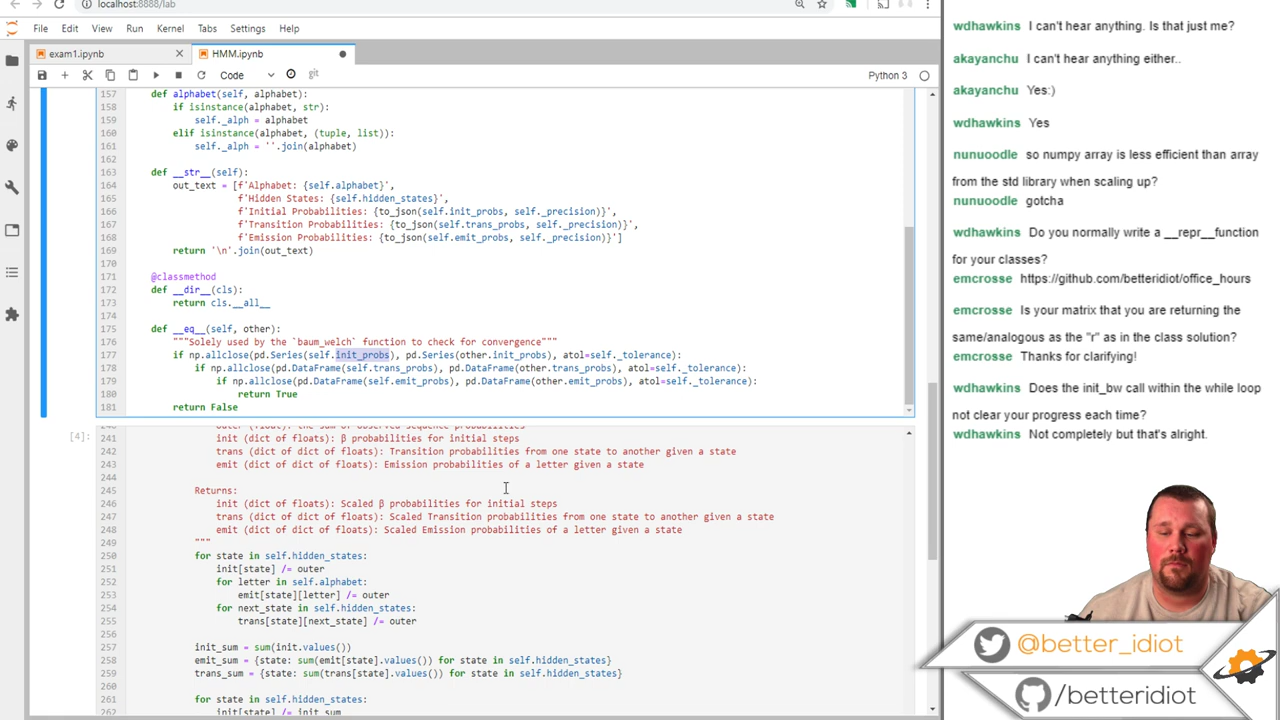 localhost:8888/lab
File Edit View Run Kernel Tabs Settings Help
exam1.ipynb
HMM.ipynb
Code
git
Python 3
157 def alphabet(self, alphabet):
158 if isinstance(alphabet, str):
159 self._alph = alphabet
160 elif isinstance(alphabet, (tuple, list)):
161 self._alph = ''.join(alphabet)
162
163 def __str__(self):
164 out_text = [f'Alphabet: {self.alphabet}',
165 f'Hidden States: {self.hidden_states}',
166 f'Initial Probabilities: {to_json(self.init_probs, self._precision)}',
167 f'Transition Probabilities: {to_json(self.trans_probs, self._precision)}',
168 f'Emission Probabilities: {to_json(self.emit_probs, self._precision)}']
169 return '\n'.join(out_text)
170
171 @classmethod
172 def __dir__(cls):
173 return cls.__all__
174
175 def __eq__(self, other):
176 """Solely used by the `baum_welch` function to check for convergence"""
177 if np.allclose(pd.Series(self.init_probs), pd.Series(other.init_probs), atol=self._tolerance):
178 if np.allclose(pd.DataFrame(self.trans_probs), pd.DataFrame(other.trans_probs), atol=self._tolerance):
179 if np.allclose(pd.DataFrame(self.emit_probs), pd.DataFrame(other.emit_probs), atol=self._tolerance):
180 return True
181 return False
[4]:
241 init (dict of floats): β probabilities for initial steps
242 trans (dict of dict of floats): Transition probabilities from one state to another given a state
243 emit (dict of dict of floats): Emission probabilities of a letter given a state
244
245 Returns:
246 init (dict of floats): Scaled β probabilities for initial steps
247 trans (dict of dict of floats): Scaled Transition probabilities from one state to another given a state
248 emit (dict of dict of floats): Scaled Emission probabilities of a letter given a state
249 """
250 for state in self.hidden_states:
251 init[state] /= outer
252 for letter in self.alphabet:
253 emit[state][letter] /= outer
254 for next_state in self.hidden_states:
255 trans[state][next_state] /= outer
256
257 init_sum = sum(init.values())
258 emit_sum = {state: sum(emit[state].values()) for state in self.hidden_states}
259 trans_sum = {state: sum(trans[state].values()) for state in self.hidden_states}
260
261 for state in self.hidden_states:
262 init[state] /= init_sum
wdhawkins I can't hear anything. Is that just me?
akayanchu I can't hear anything either..
akayanchu Yes:)
wdhawkins Yes
nunuoodle so numpy array is less efficient than array
from the std library when scaling up?
nunuoodle gotcha
wdhawkins Do you normally write a __repr__function
for your classes?
emcrosse https://github.com/betteridiot/office_hours
emcrosse Is your matrix that you are returning the
same/analogous as the "r" as in the class solution?
emcrosse Thanks for clarifying!
wdhawkins Does the init_bw call within the while loop
not clear your progress each time?
wdhawkins Not completely but that's alright.
@better_idiot
/betteridiot